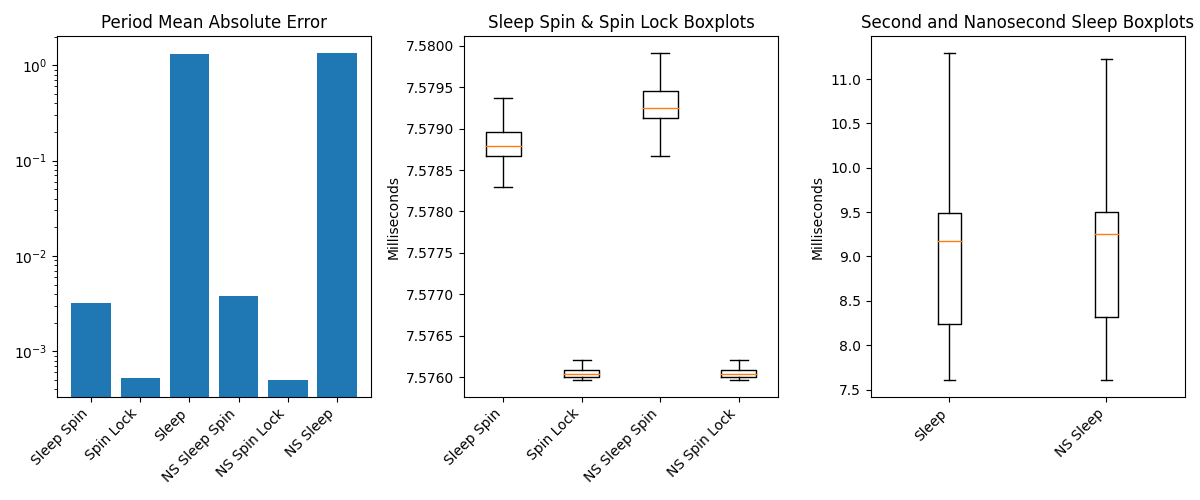 Period Mean Absolute Error
10⁰
10⁻¹
10⁻²
10⁻³
Sleep Spin
Spin Lock
Sleep
NS Sleep Spin
NS Spin Lock
NS Sleep
Sleep Spin & Spin Lock Boxplots
Milliseconds
7.5800
7.5795
7.5790
7.5785
7.5780
7.5775
7.5770
7.5765
7.5760
Sleep Spin
Spin Lock
NS Sleep Spin
NS Spin Lock
Second and Nanosecond Sleep Boxplots
Milliseconds
11.0
10.5
10.0
9.5
9.0
8.5
8.0
7.5
Sleep
NS Sleep